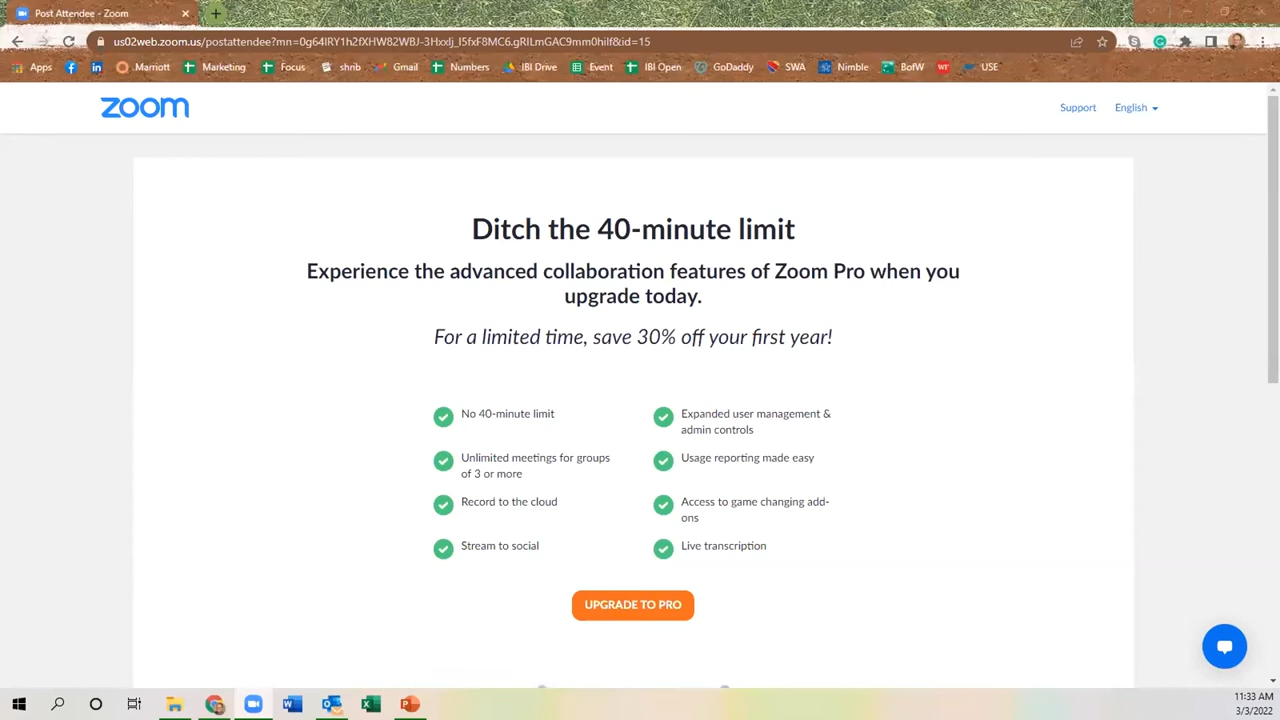 Post Attendee - Zoom
us02web.zoom.us/postattendee?mn=0g64IRY1h2fXHW82WBJ-3Hxxdj_I5fxF8MC6.gRILmGAC9mm0hilf&id=15
Apps Marriott Marketing Focus shrib Gmail Numbers IBI Drive Event IBI Open GoDaddy SWA Nimble BofW USE
zoom
Support English
Ditch the 40-minute limit
Experience the advanced collaboration features of Zoom Pro when you
upgrade today.
For a limited time, save 30% off your first year!
No 40-minute limit
Unlimited meetings for groups
of 3 or more
Record to the cloud
Stream to social
Expanded user management &
admin controls
Usage reporting made easy
Access to game changing add-
ons
Live transcription
UPGRADE TO PRO
11:33 AM
3/3/2022